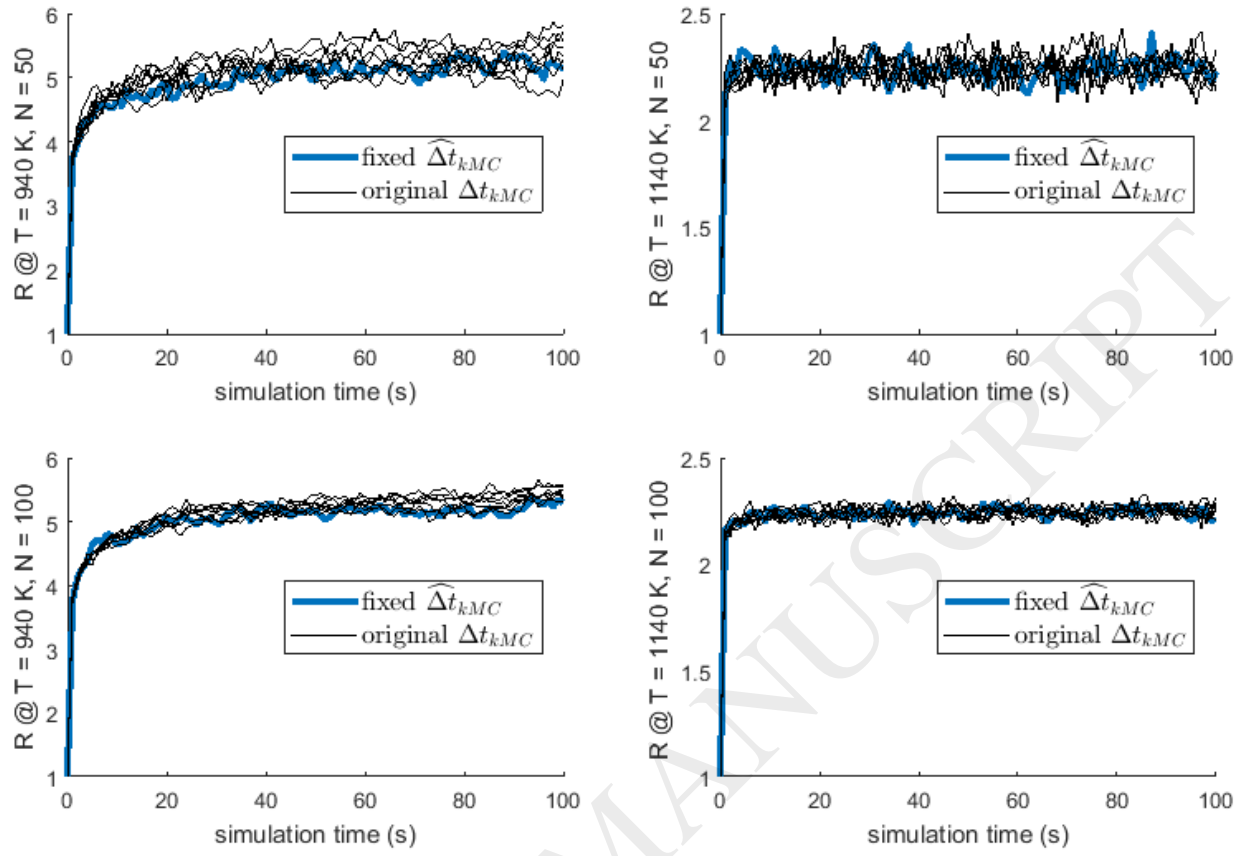 R @ T = 940 K, N = 50
6
5
4
3
2
1
0 20 40 60 80 100
simulation time (s)
fixed $\widehat{\Delta t}_{kMC}$
original $\Delta t_{kMC}$
R @ T = 1140 K, N = 50
2.5
2
1.5
1
0 20 40 60 80 100
simulation time (s)
fixed $\widehat{\Delta t}_{kMC}$
original $\Delta t_{kMC}$
R @ T = 940 K, N = 100
6
5
4
3
2
1
0 20 40 60 80 100
simulation time (s)
fixed $\widehat{\Delta t}_{kMC}$
original $\Delta t_{kMC}$
R @ T = 1140 K, N = 100
2.5
2
1.5
1
0 20 40 60 80 100
simulation time (s)
fixed $\widehat{\Delta t}_{kMC}$
original $\Delta t_{kMC}$
MANUSCRIPT